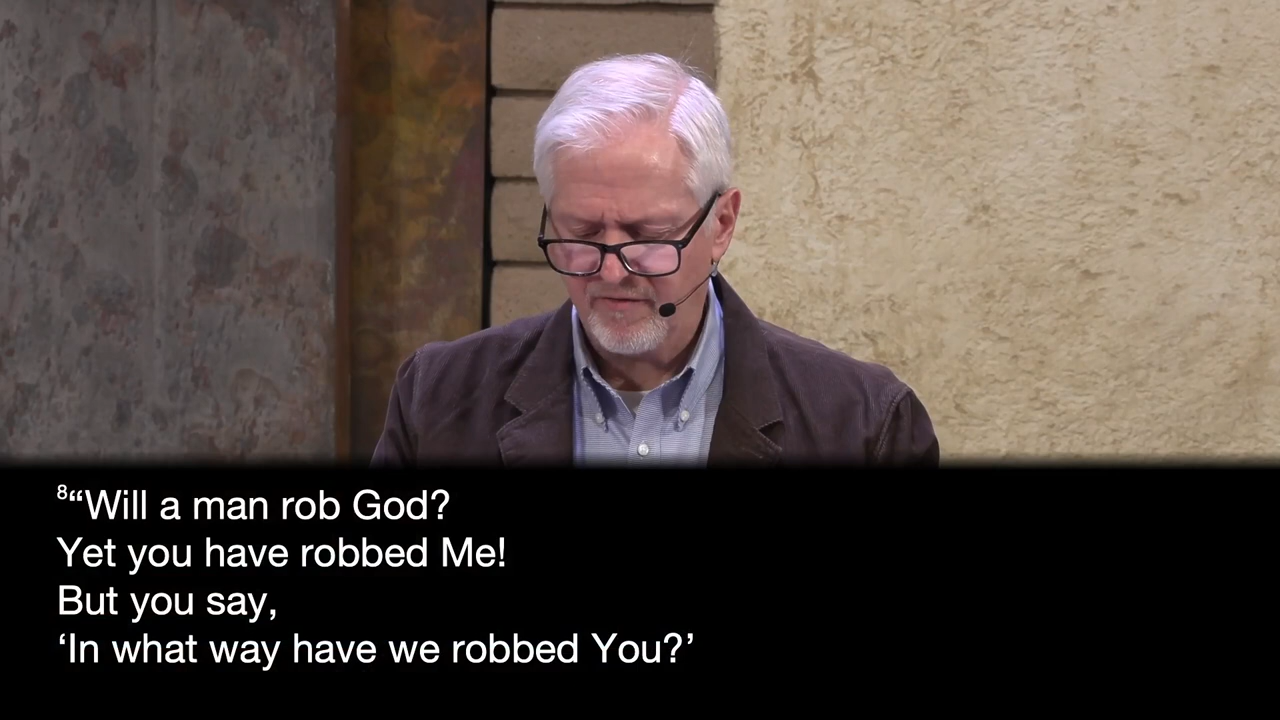 ⁸“Will a man rob God?
Yet you have robbed Me!
But you say,
‘In what way have we robbed You?’